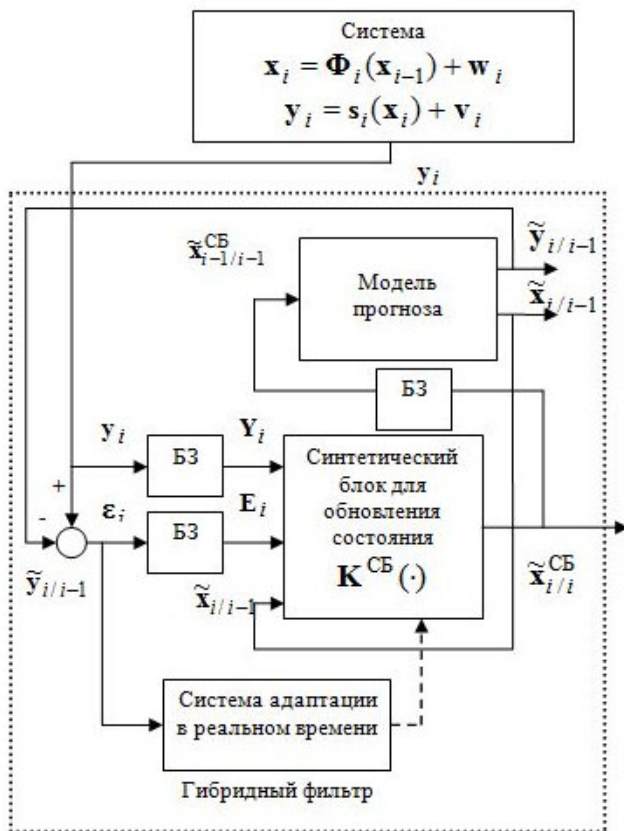 Система
𝐱ᵢ = 𝚽ᵢ(𝐱ᵢ₋₁) + 𝐰ᵢ
𝐲ᵢ = 𝐬ᵢ(𝐱ᵢ) + 𝐯ᵢ
𝐲ᵢ
x̃_{i-1/i-1}^{СБ}
ỹ_{i/i-1}
Модель
прогноза
x̃_{i/i-1}
БЗ
𝐲ᵢ
БЗ
𝐘ᵢ
Синтетический
блок для
обновления
состояния
𝐊^{СБ}(·)
+
-
𝛆ᵢ
БЗ
𝐄ᵢ
ỹ_{i/i-1}
x̃_{i/i-1}
x̃_{i/i}^{СБ}
Система адаптации
в реальном времени
Гибридный фильтр